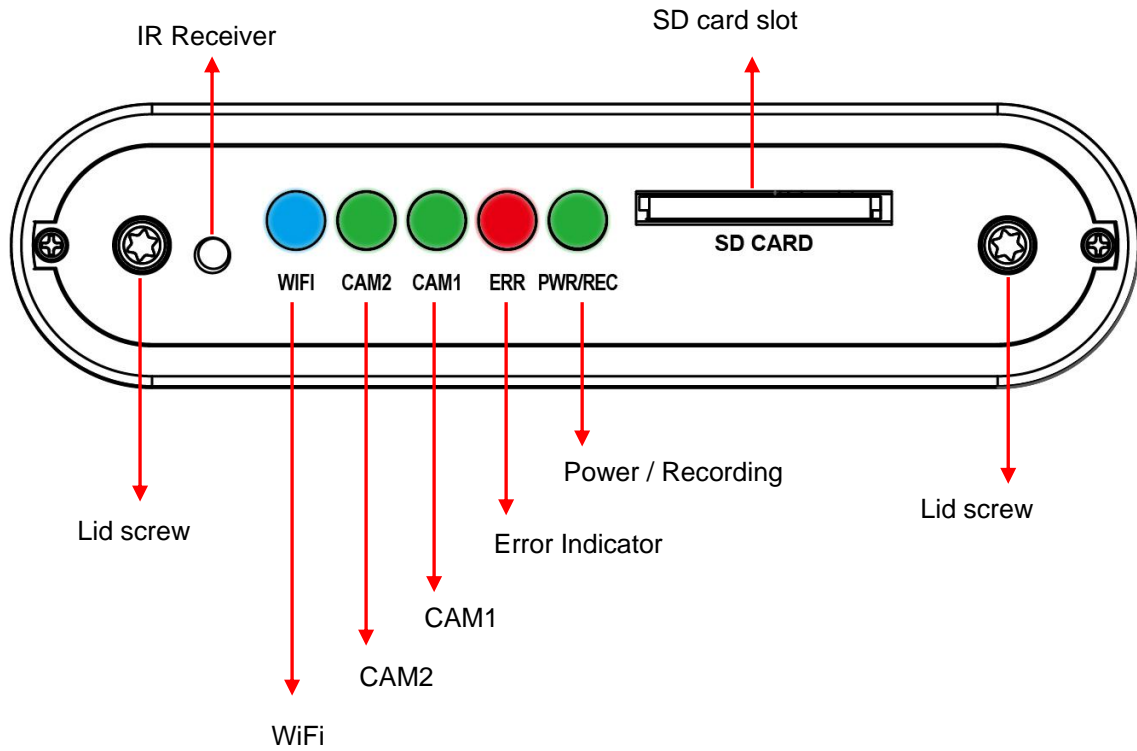 SD card slot
IR Receiver
SD CARD
WIFI CAM2 CAM1 ERR PWR/REC
Power / Recording
Lid screw
Lid screw
Error Indicator
CAM1
CAM2
WiFi